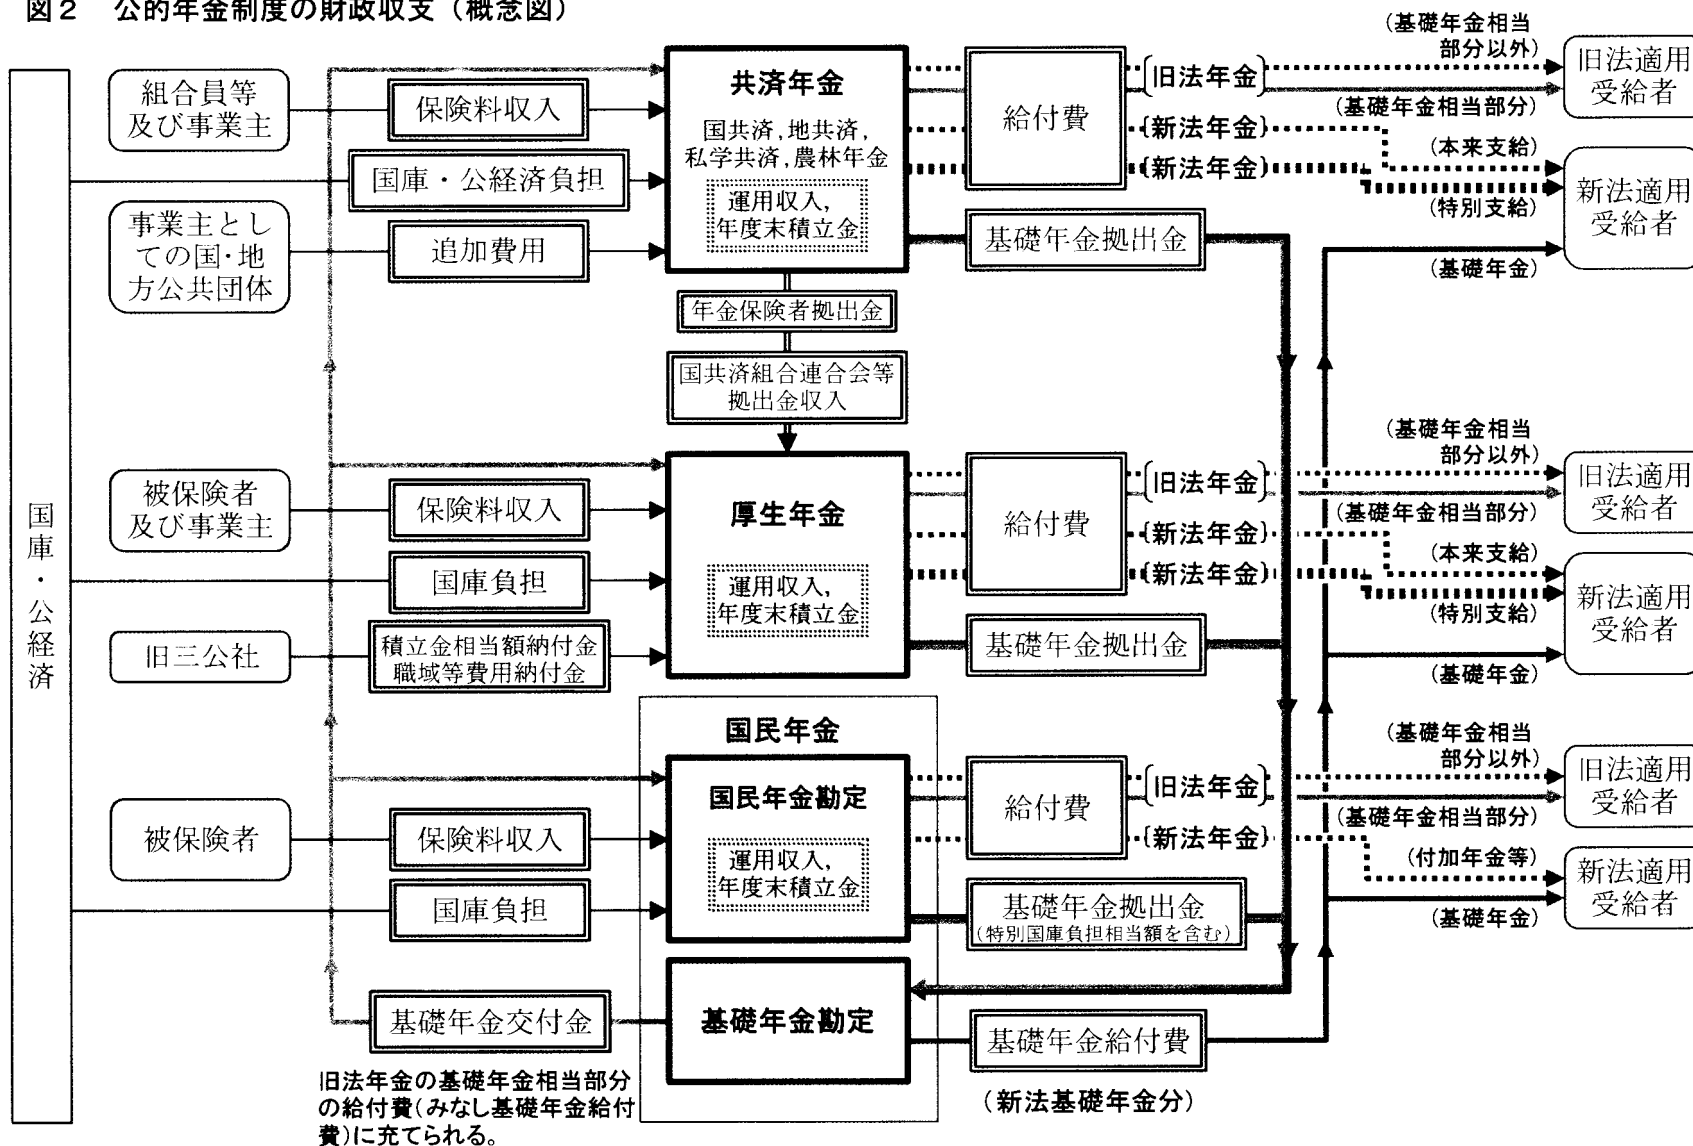 図２　公的年金制度の財政収支（概念図）
国庫・公経済
組合員等
及び事業主
保険料収入
国庫・公経済負担
事業主とし
ての国・地
方公共団体
追加費用
共済年金
国共済，地共済，
私学共済，農林年金
運用収入，
年度末積立金
給付費
基礎年金拠出金
｛旧法年金｝
｛新法年金｝
｛新法年金｝
（基礎年金相当
部分以外）
（基礎年金相当部分）
（本来支給）
（特別支給）
（基礎年金）
旧法適用
受給者
新法適用
受給者
年金保険者拠出金
国共済組合連合会等
拠出金収入
被保険者
及び事業主
保険料収入
国庫負担
旧三公社
積立金相当額納付金
職域等費用納付金
厚生年金
運用収入，
年度末積立金
給付費
基礎年金拠出金
｛旧法年金｝
｛新法年金｝
｛新法年金｝
（基礎年金相当
部分以外）
（基礎年金相当部分）
（本来支給）
（特別支給）
（基礎年金）
旧法適用
受給者
新法適用
受給者
国民年金
被保険者
保険料収入
国庫負担
国民年金勘定
運用収入，
年度末積立金
給付費
基礎年金拠出金
（特別国庫負担相当額を含む）
｛旧法年金｝
｛新法年金｝
（基礎年金相当
部分以外）
（基礎年金相当部分）
（付加年金等）
（基礎年金）
旧法適用
受給者
新法適用
受給者
基礎年金交付金
基礎年金勘定
基礎年金給付費
（新法基礎年金分）
旧法年金の基礎年金相当部分
の給付費（みなし基礎年金給付
費）に充てられる。